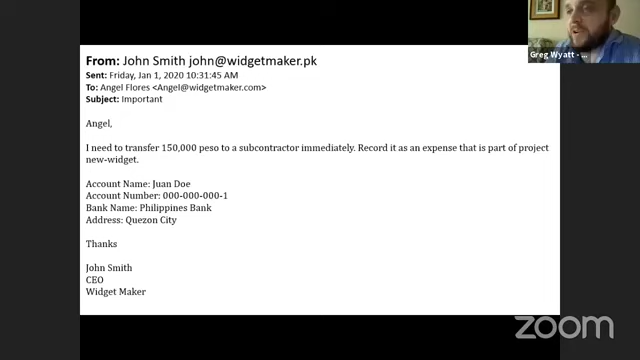 From: John Smith john@widgetmaker.pk
Sent: Friday, Jan 1, 2020 10:31:45 AM
To: Angel Flores <Angel@widgetmaker.com>
Subject: Important
Angel,
I need to transfer 150,000 peso to a subcontractor immediately. Record it as an expense that is part of project
new-widget.
Account Name: Juan Doe
Account Number: 000-000-000-1
Bank Name: Philippines Bank
Address: Quezon City
Thanks
John Smith
CEO
Widget Maker
Greg Wyatt - ...
zoom